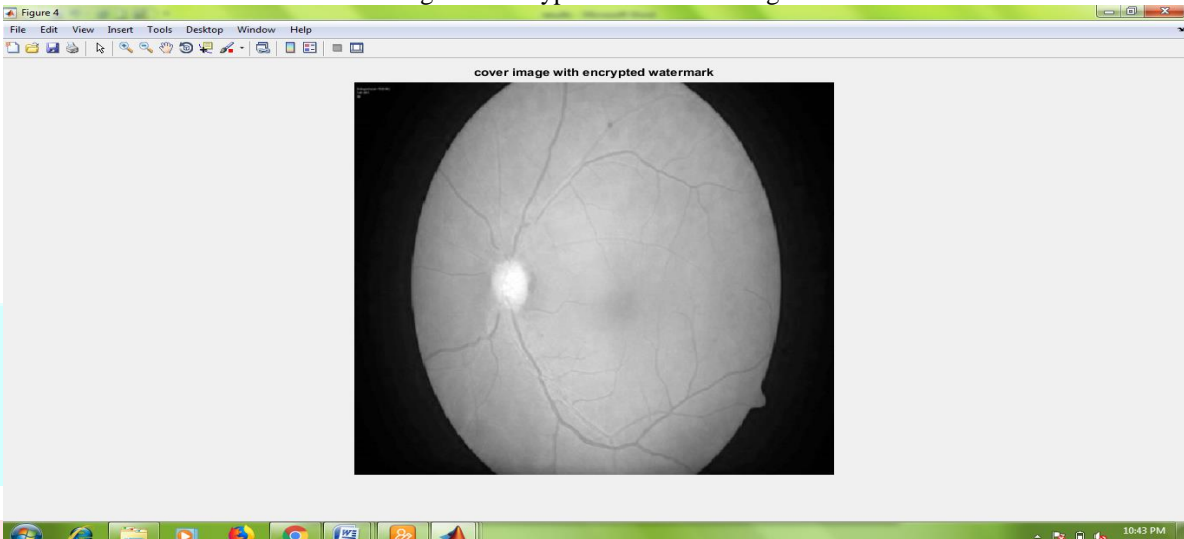 Figure 4
File Edit View Insert Tools Desktop Window Help
cover image with encrypted watermark
10:43 PM